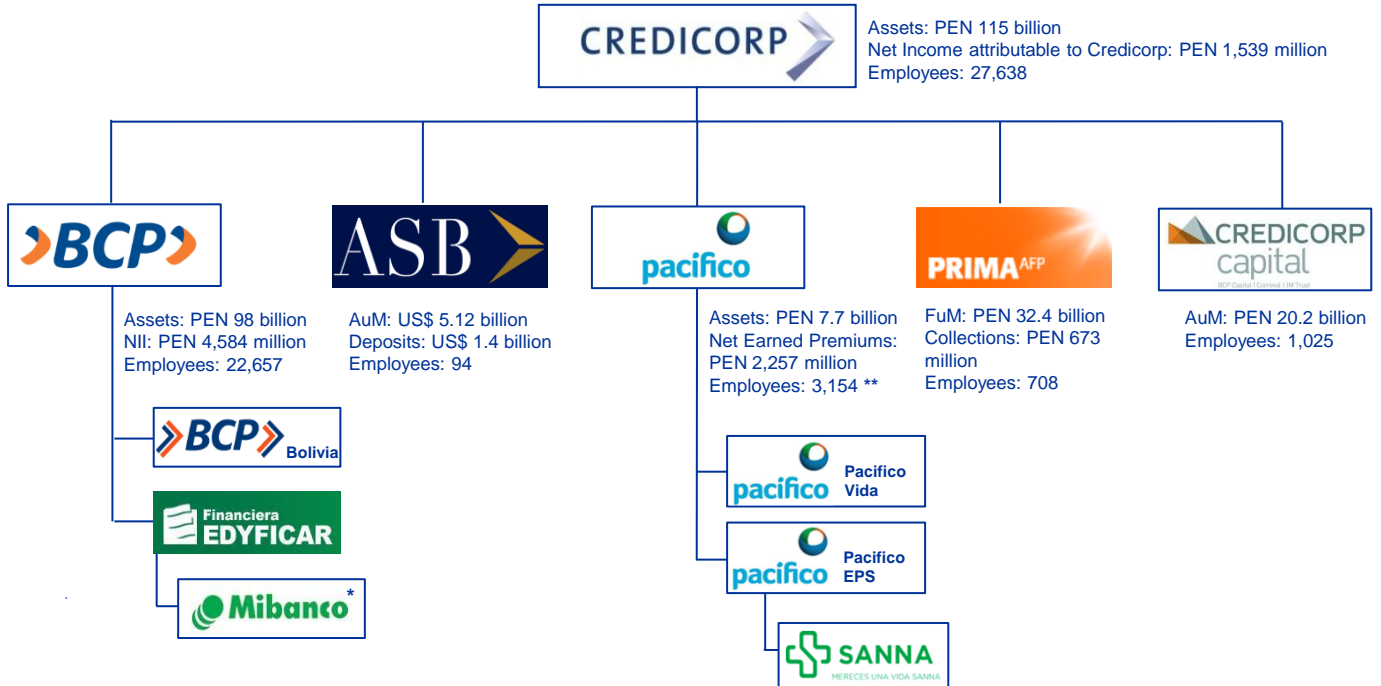 CREDICORP
Assets: PEN 115 billion
Net Income attributable to Credicorp: PEN 1,539 million
Employees: 27,638
BCP
Assets: PEN 98 billion
NII: PEN 4,584 million
Employees: 22,657
BCP Bolivia
Financiera
EDYFICAR
Mibanco*
ASB
AuM: US$ 5.12 billion
Deposits: US$ 1.4 billion
Employees: 94
pacifico
Assets: PEN 7.7 billion
Net Earned Premiums:
PEN 2,257 million
Employees: 3,154 **
pacifico
Pacifico
Vida
pacifico
Pacifico
EPS
SANNA
MERECES UNA VIDA SANNA
PRIMA AFP
FuM: PEN 32.4 billion
Collections: PEN 673
million
Employees: 708
CREDICORP
capital
BCP Capital | Correval | IM Trust
AuM: PEN 20.2 billion
Employees: 1,025